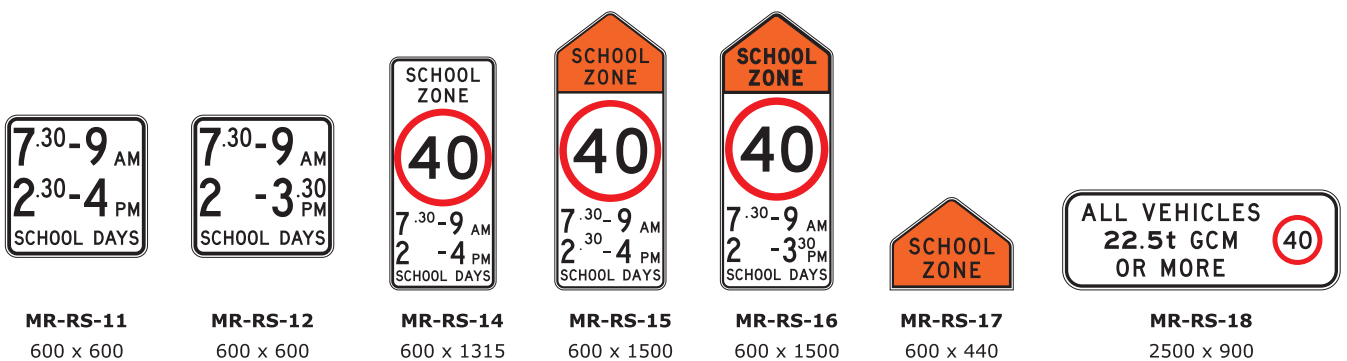 7.30-9 AM
2.30-4 PM
SCHOOL DAYS
MR-RS-11
600 x 600
7.30-9 AM
2 -3.30 PM
SCHOOL DAYS
MR-RS-12
600 x 600
SCHOOL
ZONE
40
7.30-9 AM
2 -4 PM
SCHOOL DAYS
MR-RS-14
600 x 1315
SCHOOL
ZONE
40
7.30-9 AM
2.30-4 PM
SCHOOL DAYS
MR-RS-15
600 x 1500
SCHOOL
ZONE
40
7.30-9 AM
2 -330 PM
SCHOOL DAYS
MR-RS-16
600 x 1500
SCHOOL
ZONE
MR-RS-17
600 x 440
ALL VEHICLES
22.5t GCM
OR MORE
40
MR-RS-18
2500 x 900